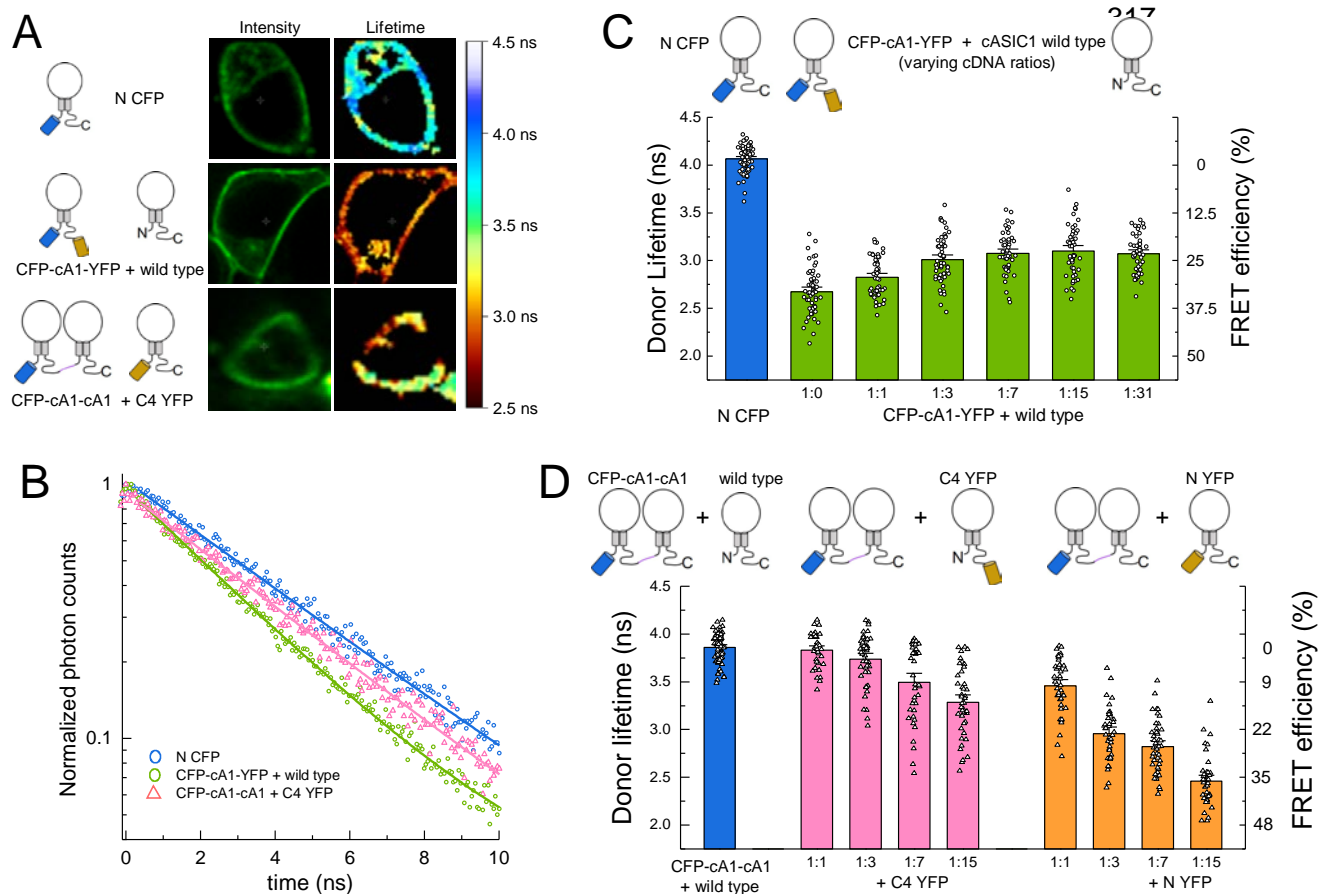 A
Intensity
Lifetime
4.5 ns
4.0 ns
3.5 ns
3.0 ns
2.5 ns
N CFP
C
N
C
CFP-cA1-YFP + wild type
C
C
CFP-cA1-cA1 + C4 YFP
B
Normalized photon counts
1
0.1
N CFP
CFP-cA1-YFP + wild type
CFP-cA1-cA1 + C4 YFP
0 2 4 6 8 10
time (ns)
C
N CFP
C
CFP-cA1-YFP + cASIC1 wild type
(varying cDNA ratios)
N
C
Donor Lifetime (ns)
4.5
4.0
3.5
3.0
2.5
2.0
0
12.5
25
37.5
50
FRET efficiency (%)
1:0 1:1 1:3 1:7 1:15 1:31
N CFP CFP-cA1-YFP + wild type
D
CFP-cA1-cA1 wild type C4 YFP N YFP
+ + +
C N C C N C C
Donor lifetime (ns)
4.5
4.0
3.5
3.0
2.5
2.0
0
9
22
35
48
FRET efficiency (%)
1:1 1:3 1:7 1:15 1:1 1:3 1:7 1:15
CFP-cA1-cA1
+ wild type + C4 YFP + N YFP